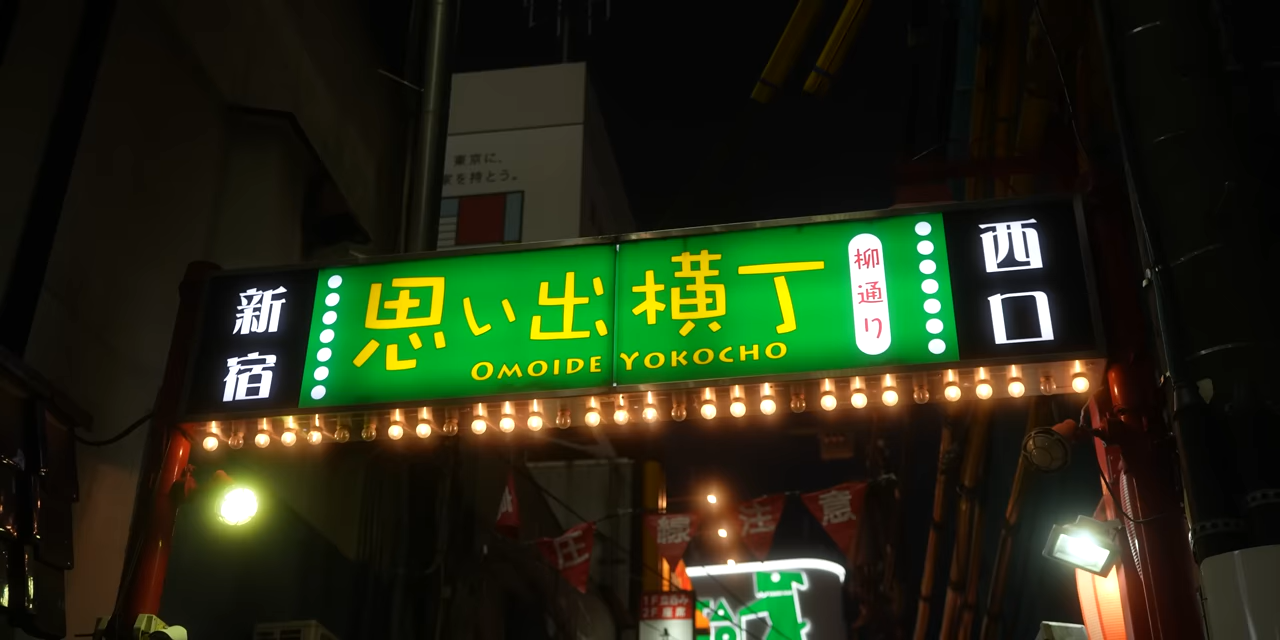 東京に、
家を持とう。
新宿
思い出横丁
OMOIDE YOKOCHO
柳通り
西口
注意